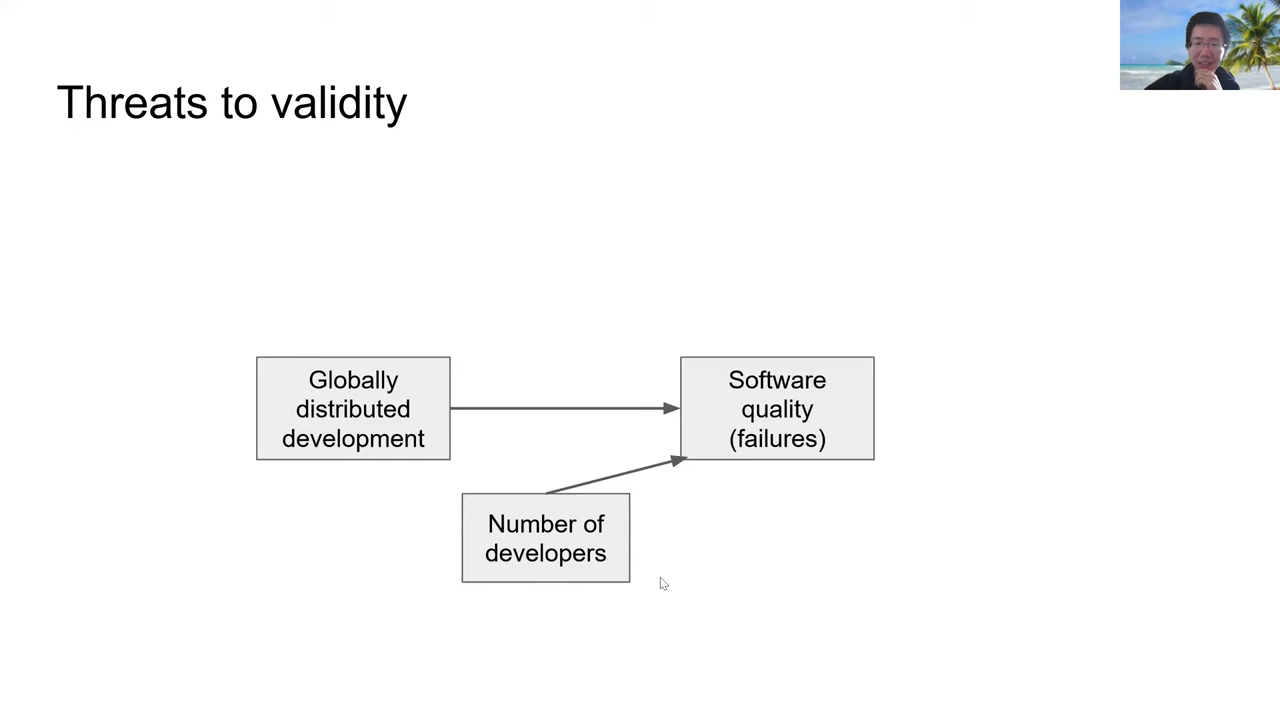 Threats to validity
Globally
distributed
development
Software
quality
(failures)
Number of
developers